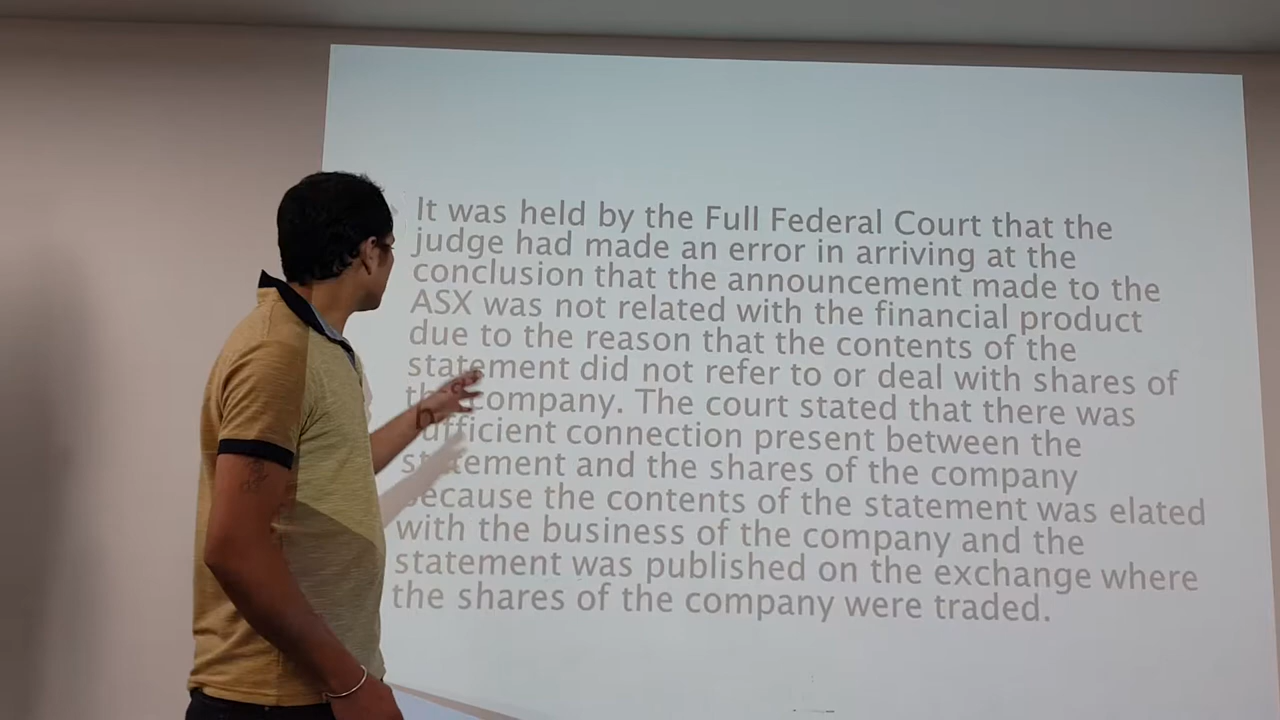 It was held by the Full Federal Court that the
judge had made an error in arriving at the
conclusion that the announcement made to the
ASX was not related with the financial product
due to the reason that the contents of the
statement did not refer to or deal with shares of
the company. The court stated that there was
sufficient connection present between the
statement and the shares of the company
because the contents of the statement was elated
with the business of the company and the
statement was published on the exchange where
the shares of the company were traded.